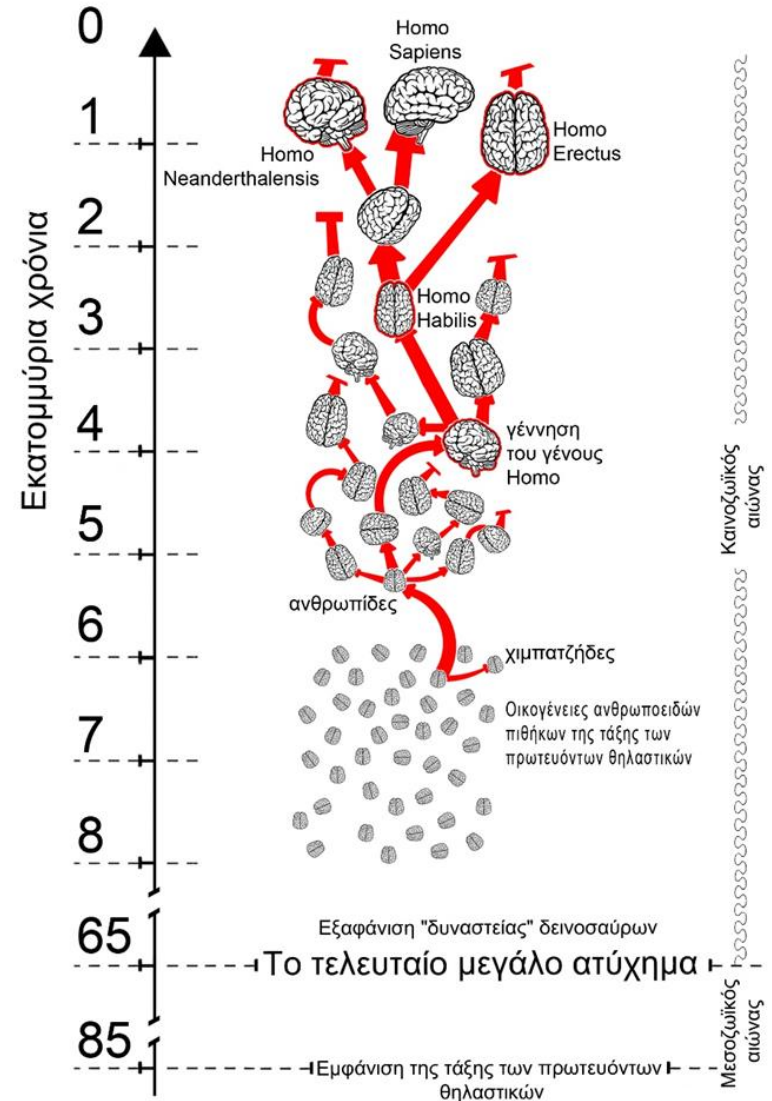 0
Homo
Sapiens
1
Homo
Neanderthalensis
Homo
Erectus
2
Εκατομμύρια χρόνια
Homo
Habilis
3
4
γέννηση
του γένους
Homo
Καινοζωϊκός
αιώνας
5
ανθρωπίδες
6
χιμπατζήδες
Οικογένειες ανθρωποειδών
πιθήκων της τάξης των
πρωτευόντων θηλαστικών
7
8
65
Εξαφάνιση "δυναστείας" δεινοσαύρων
Το τελευταίο μεγάλο ατύχημα
Μεσοζωϊκός
αιώνας
85
Εμφάνιση της τάξης των πρωτευόντων
θηλαστικών